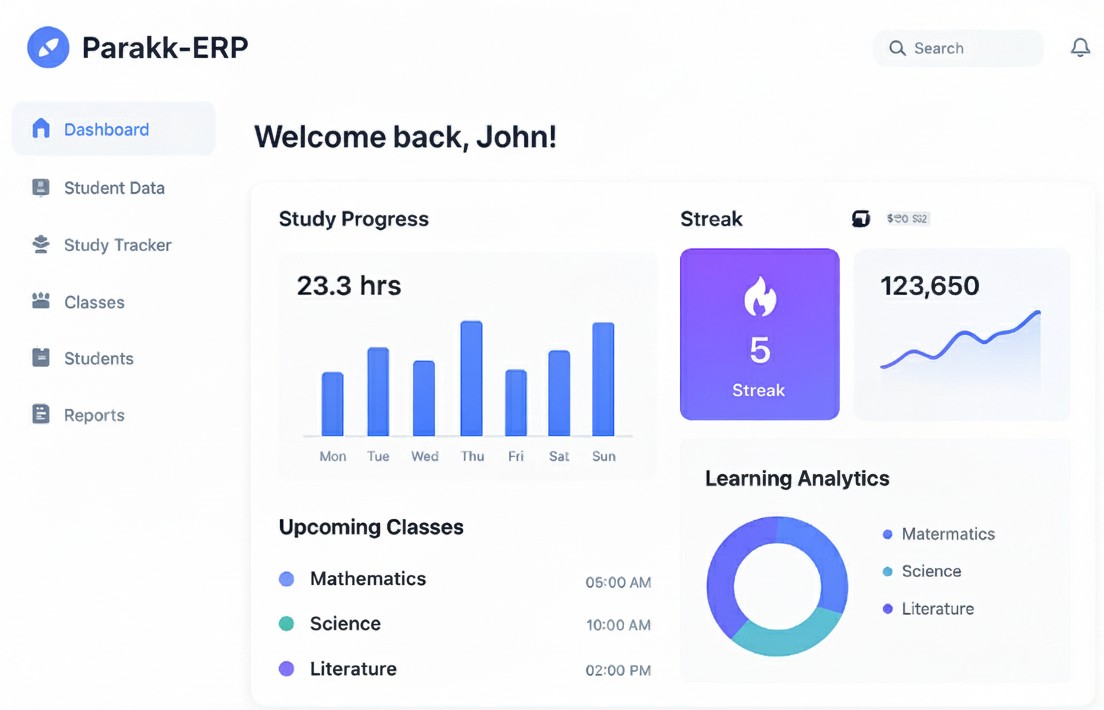 Parakk-ERP
Search
Dashboard
Student Data
Study Tracker
Classes
Students
Reports
Welcome back, John!
Study Progress
23.3 hrs
Mon Tue Wed Thu Fri Sat Sun
Streak
5
Streak
123,650
Upcoming Classes
Mathematics 05:00 AM
Science 10:00 AM
Literature 02:00 PM
Learning Analytics
Matermatics
Science
Literature